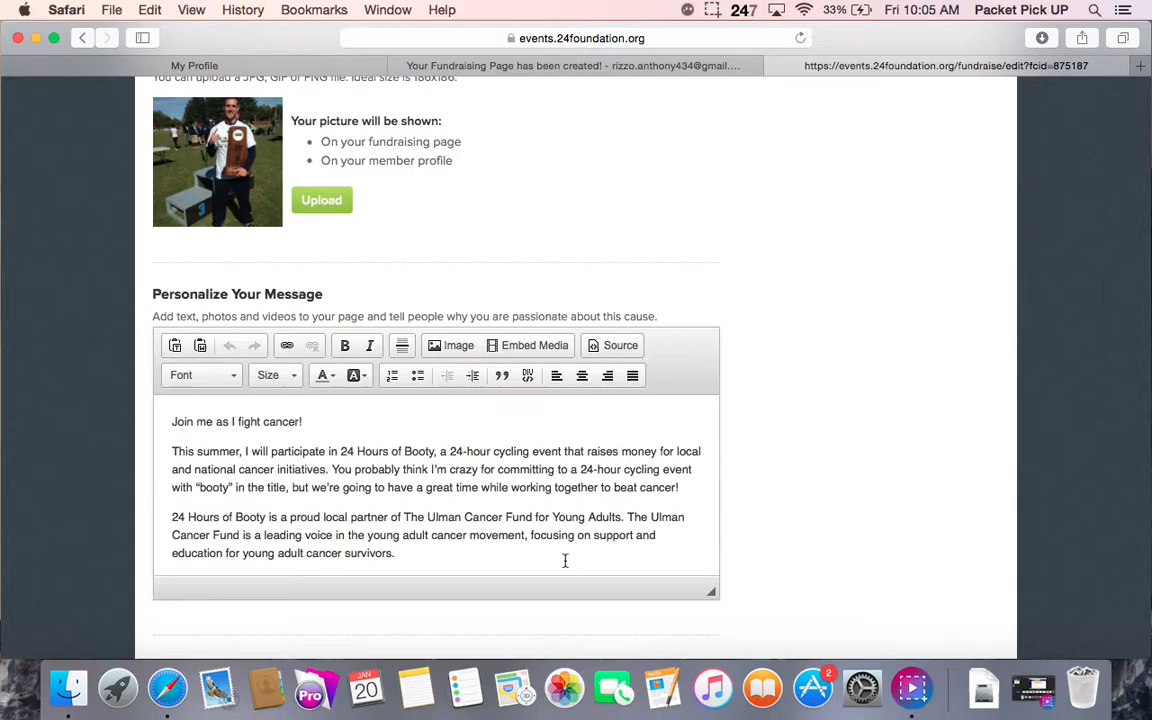 Safari File Edit View History Bookmarks Window Help 247 33% Fri 10:05 AM Packet Pick UP
events.24foundation.org
My Profile Your Fundraising Page has been created! - rizzo.anthony434@gmail.... https://events.24foundation.org/fundraise/edit?fcid=875187
You can upload a JPG, GIF or PNG file. Ideal size is 186X186.
Your picture will be shown:
• On your fundraising page
• On your member profile
Upload
3
Personalize Your Message
Add text, photos and videos to your page and tell people why you are passionate about this cause.
B I Image Embed Media Source
Font Size A A DIV
Join me as I fight cancer!
This summer, I will participate in 24 Hours of Booty, a 24-hour cycling event that raises money for local
and national cancer initiatives. You probably think I'm crazy for committing to a 24-hour cycling event
with “booty” in the title, but we're going to have a great time while working together to beat cancer!
24 Hours of Booty is a proud local partner of The Ulman Cancer Fund for Young Adults. The Ulman
Cancer Fund is a leading voice in the young adult cancer movement, focusing on support and
education for young adult cancer survivors.
Pro JAN 20 2